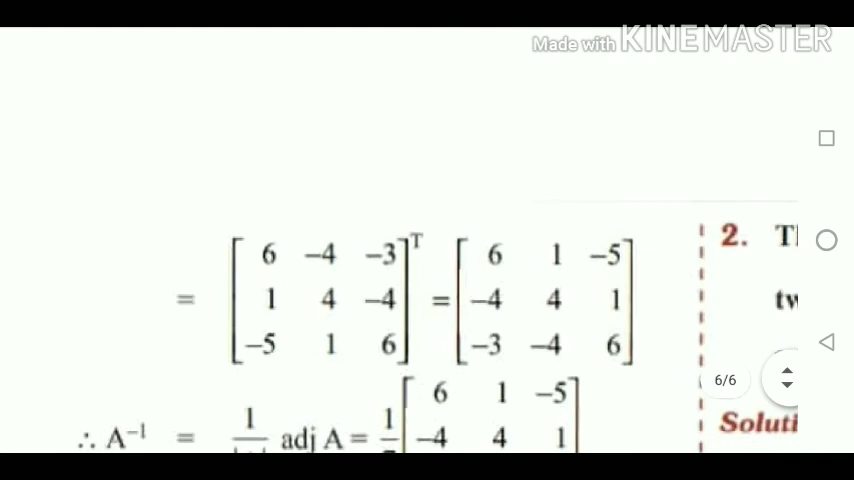 Made with KINEMASTER
= [6 -4 -3]T = [6 1 -5]
[1 4 -4] [-4 4 1]
[-5 1 6] [-3 -4 6]
∴ A⁻¹ = 1 adj A = 1 [6 1 -5]
[-4 4 1]
2.
6/6
Soluti